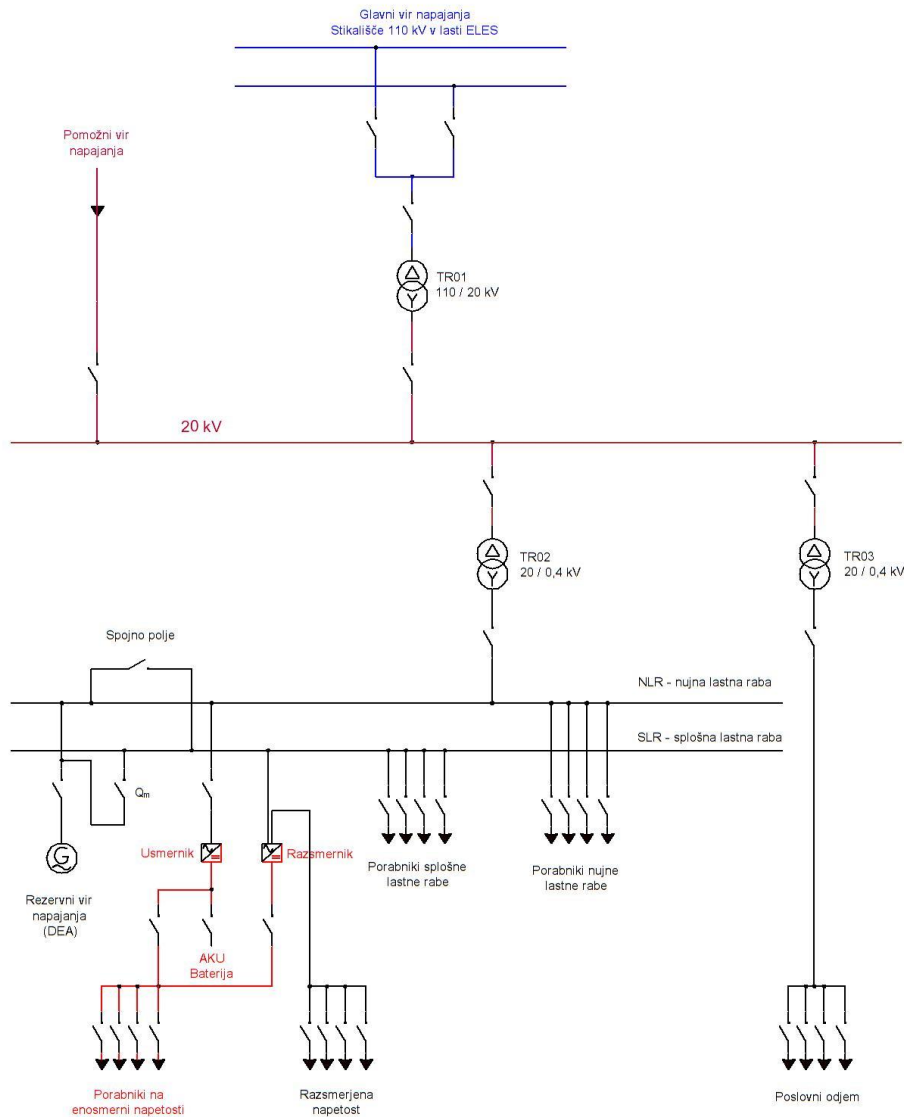 Glavni vir napajanja
Stikališče 110 kV v lasti ELES
Pomožni vir
napajanja
TR01
110 / 20 kV
20 kV
TR02
20 / 0,4 kV
TR03
20 / 0,4 kV
Spojno polje
NLR - nujna lastna raba
SLR - splošna lastna raba
Qm
G
Usmernik
Razsmernik
Rezervni vir
napajanja
(DEA)
Porabniki splošne
lastne rabe
Porabniki nujne
lastne rabe
AKU
Baterija
Porabniki na
enosmerni napetosti
Razsmerjena
napetost
Poslovni odjem